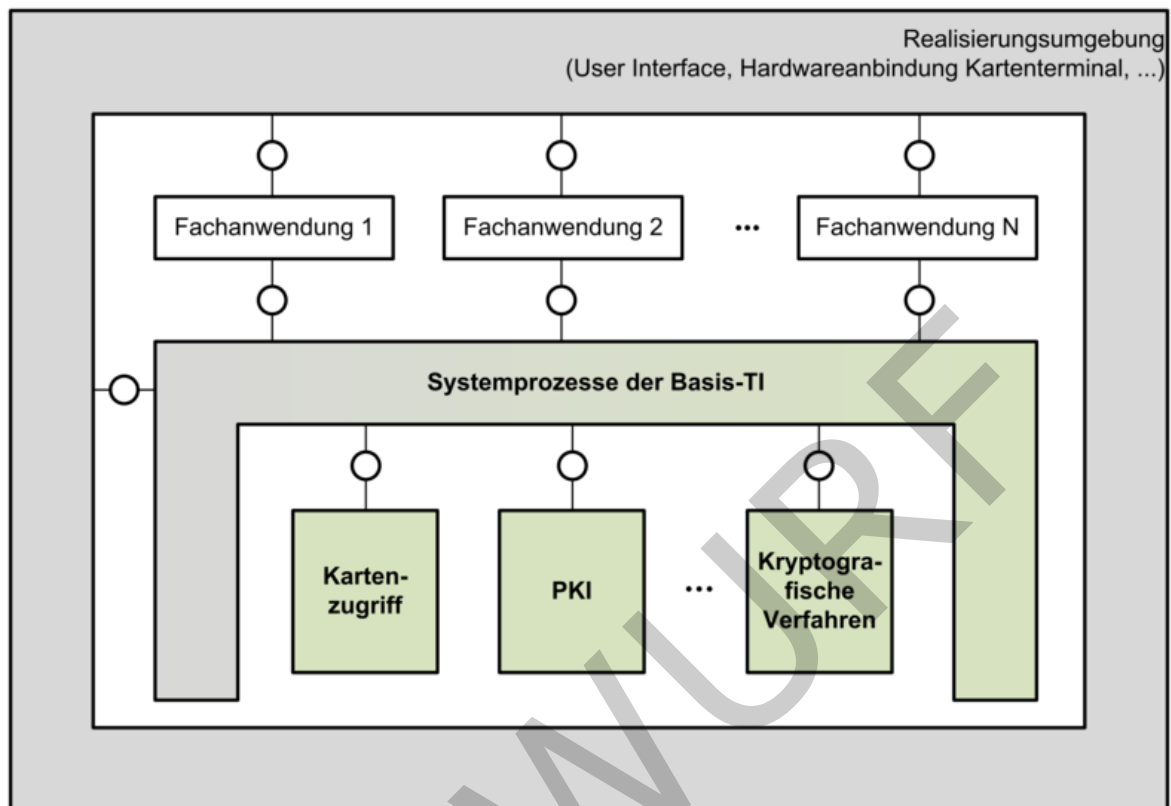 Realisierungsumgebung
(User Interface, Hardwareanbindung Kartenterminal, ...)
Fachanwendung 1
Fachanwendung 2
...
Fachanwendung N
Systemprozesse der Basis-TI
Karten-
zugriff
PKI
...
Kryptogra-
fische
Verfahren
WURF